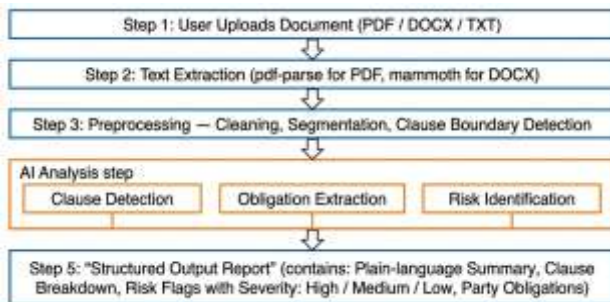 Step 1: User Uploads Document (PDF / DOCX / TXT)
Step 2: Text Extraction (pdf-parse for PDF, mammoth for DOCX)
Step 3: Preprocessing — Cleaning, Segmentation, Clause Boundary Detection
AI Analysis step
Clause Detection Obligation Extraction Risk Identification
Step 5: “Structured Output Report” (contains: Plain-language Summary, Clause
Breakdown, Risk Flags with Severity: High / Medium / Low, Party Obligations)